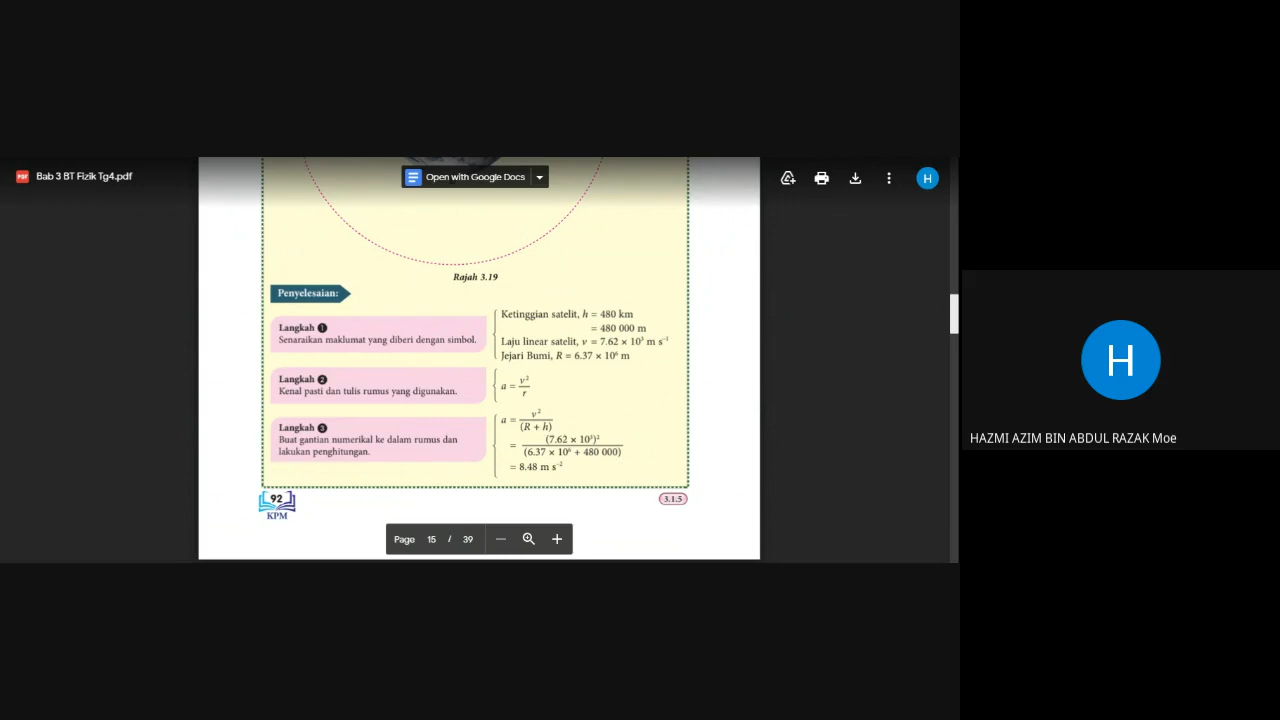 Bab 3 BT Fizik Tg4.pdf
Open with Google Docs
H
Rajah 3.19
Penyelesaian:
Langkah 1
Senaraikan maklumat yang diberi dengan simbol.
Ketinggian satelit, h = 480 km
= 480 000 m
Laju linear satelit, v = 7.62 × 10³ m s⁻¹
Jejari Bumi, R = 6.37 × 10⁶ m
Langkah 2
Kenal pasti dan tulis rumus yang digunakan.
a = v²/r
Langkah 3
Buat gantian numerikal ke dalam rumus dan
lakukan penghitungan.
a = v²/(R + h)
= (7.62 × 10³)²/(6.37 × 10⁶ + 480 000)
= 8.48 m s⁻²
92
KPM
3.1.5
Page 15 / 39
H
HAZMI AZIM BIN ABDUL RAZAK Moe